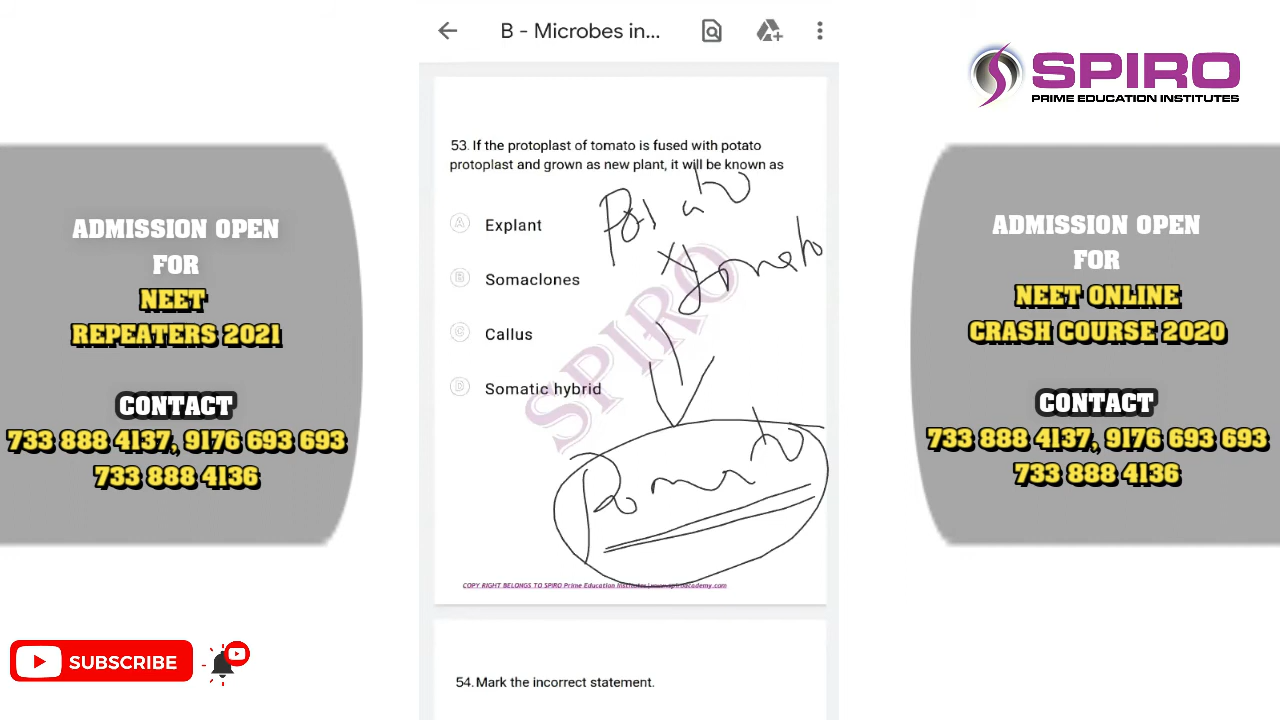 B - Microbes in...
SPIRO
PRIME EDUCATION INSTITUTES
53. If the protoplast of tomato is fused with potato
protoplast and grown as new plant, it will be known as
A Explant
B Somaclones
C Callus
D Somatic hybrid
Potato
x tomato
Pomato
SPIRO
COPY RIGHT BELONGS TO SPIRO Prime Education Institutes|www.spiroacademy.com
54. Mark the incorrect statement.
ADMISSION OPEN
FOR
NEET
REPEATERS 2021
CONTACT
733 888 4137, 9176 693 693
733 888 4136
ADMISSION OPEN
FOR
NEET ONLINE
CRASH COURSE 2020
CONTACT
733 888 4137, 9176 693 693
733 888 4136
SUBSCRIBE